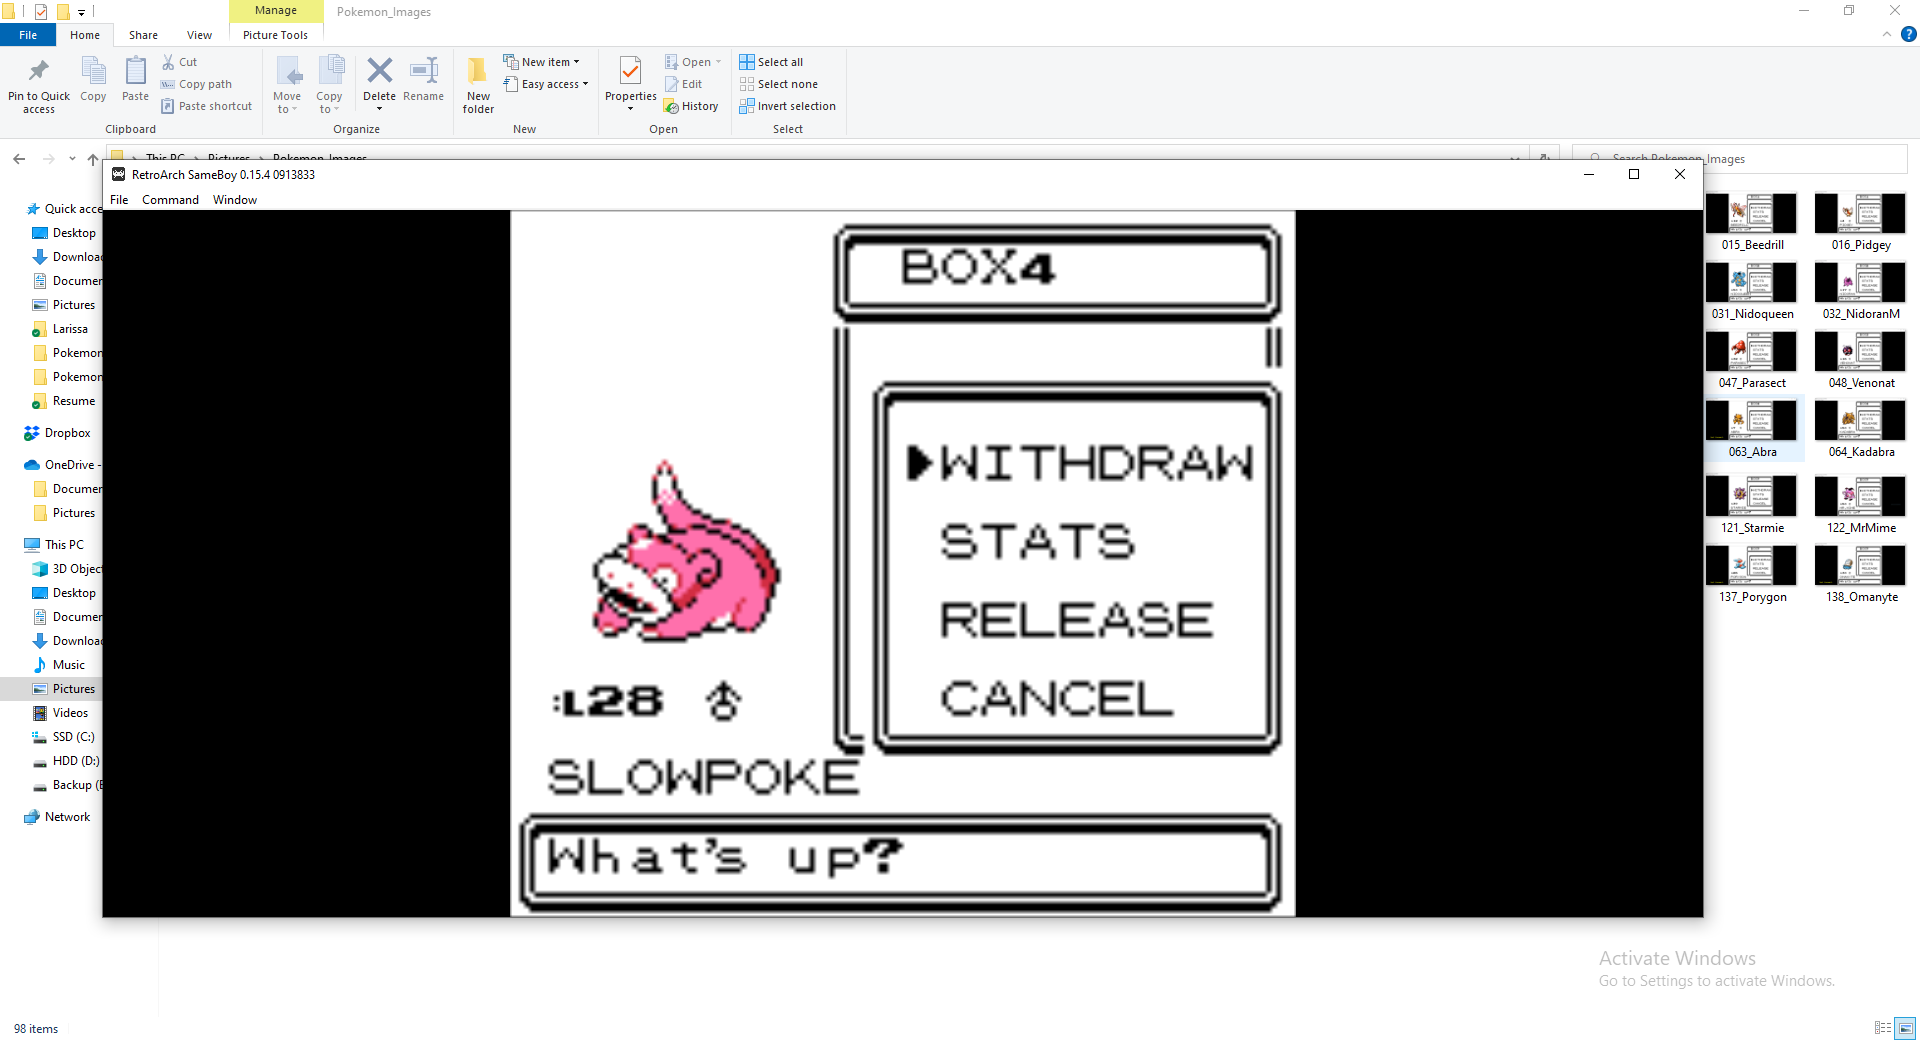 Manage
Pokemon_Images
File
Home
Share
View
Picture Tools
Pin to Quick access
Copy
Paste
Cut
Copy path
Paste shortcut
Clipboard
Move to
Copy to
Delete
Rename
Organize
New folder
New item
Easy access
New
Properties
Open
Edit
History
Open
Select all
Select none
Invert selection
Select
This PC
Pictures
Pokemon_Images
Search Pokemon_Images
RetroArch SameBoy 0.15.4 0913833
File
Command
Window
BOX4
WITHDRAW
STATS
RELEASE
CANCEL
:L28 ♂
SLOWPOKE
What's up?
Quick acce
Desktop
Downloa
Documer
Pictures
Larissa
Pokemon
Pokemon
Resume
Dropbox
OneDrive -
Documer
Pictures
This PC
3D Objec
Desktop
Documer
Downloa
Music
Pictures
Videos
SSD (C:)
HDD (D:)
Backup (E
Network
015_Beedrill
016_Pidgey
031_Nidoqueen
032_NidoranM
047_Parasect
048_Venonat
063_Abra
064_Kadabra
121_Starmie
122_MrMime
137_Porygon
138_Omanyte
Activate Windows
Go to Settings to activate Windows.
98 items